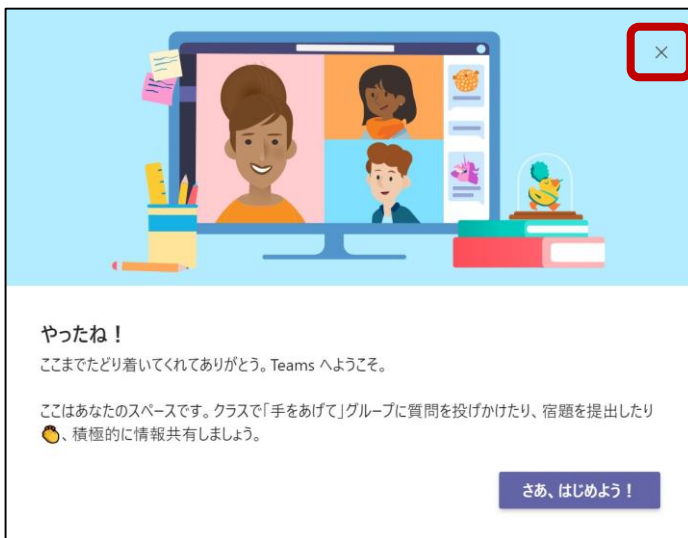 やったね！
ここまでたどり着いてくれてありがとう。Teams へようこそ。
ここはあなたのスペースです。クラスで「手をあげて」グループに質問を投げかけたり、宿題を提出したり
👏、積極的に情報共有しましょう。
さあ、はじめよう！